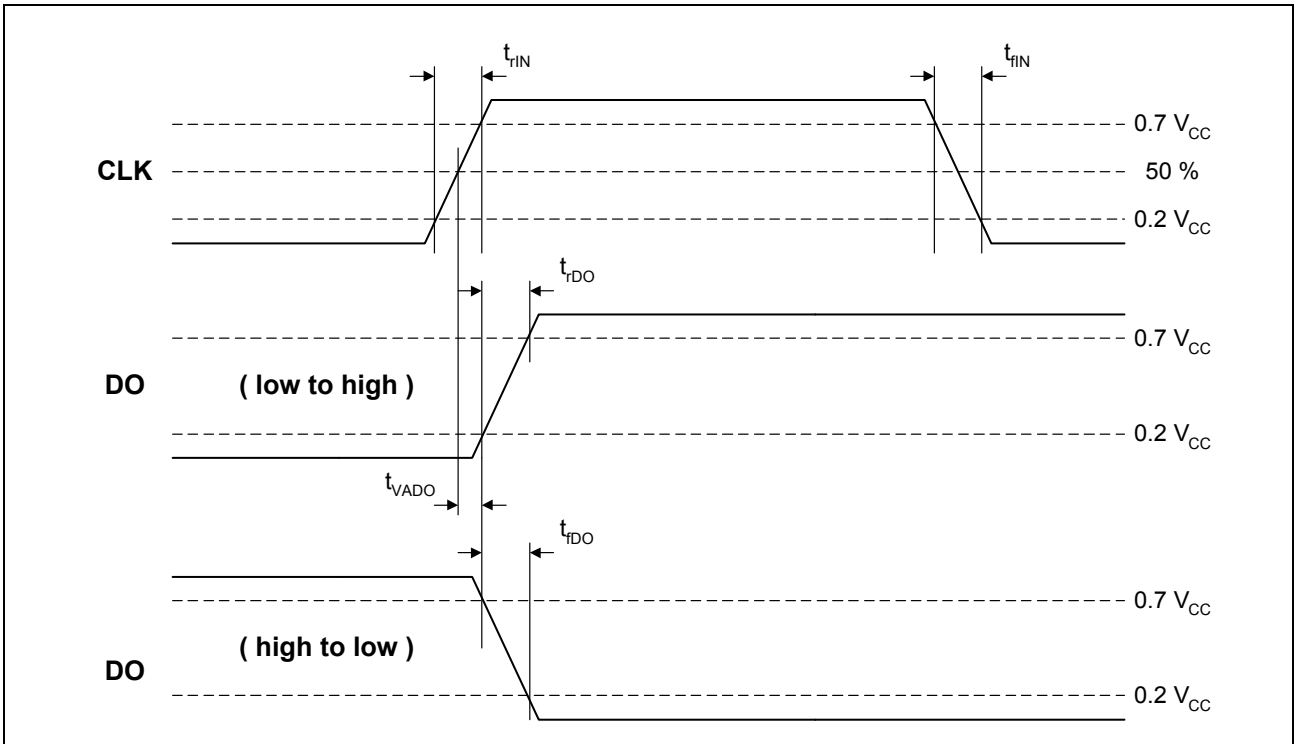 t_rIN
t_fIN
0.7 V_CC
CLK
50 %
0.2 V_CC
t_rDO
0.7 V_CC
DO
( low to high )
0.2 V_CC
t_VADO
t_fDO
0.7 V_CC
( high to low )
DO
0.2 V_CC